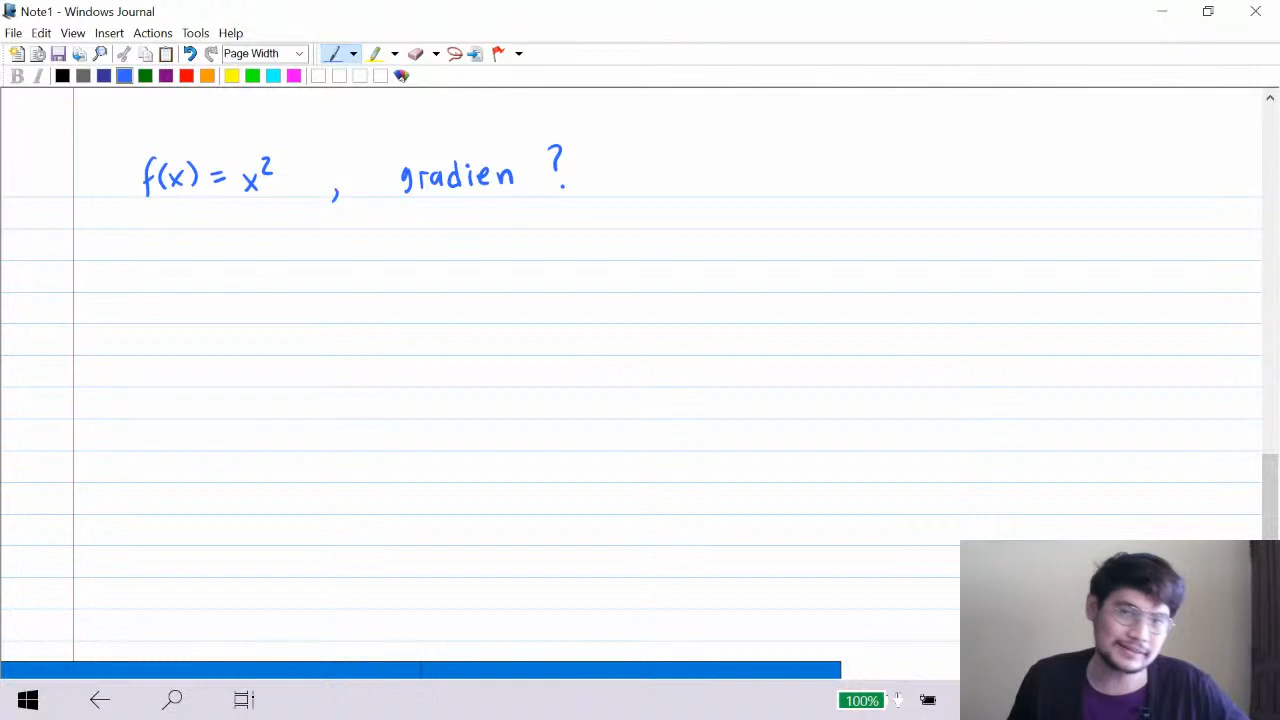 Note1 - Windows Journal
File Edit View Insert Actions Tools Help
Page Width
B I
f(x) = x² , gradien ?
100%